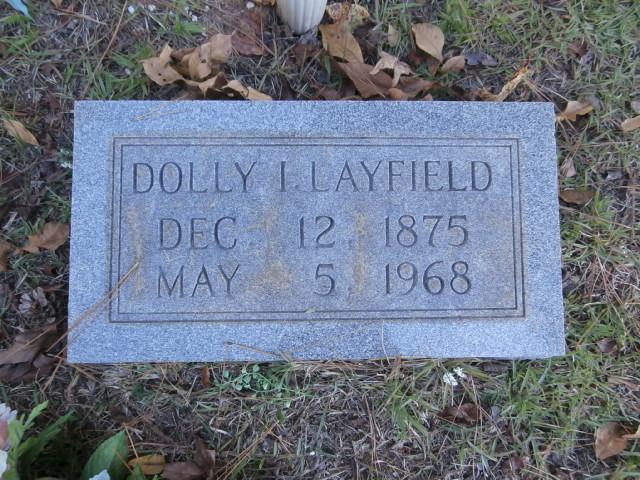 DOLLY I. LAYFIELD
DEC 12, 1875
MAY 5, 1968